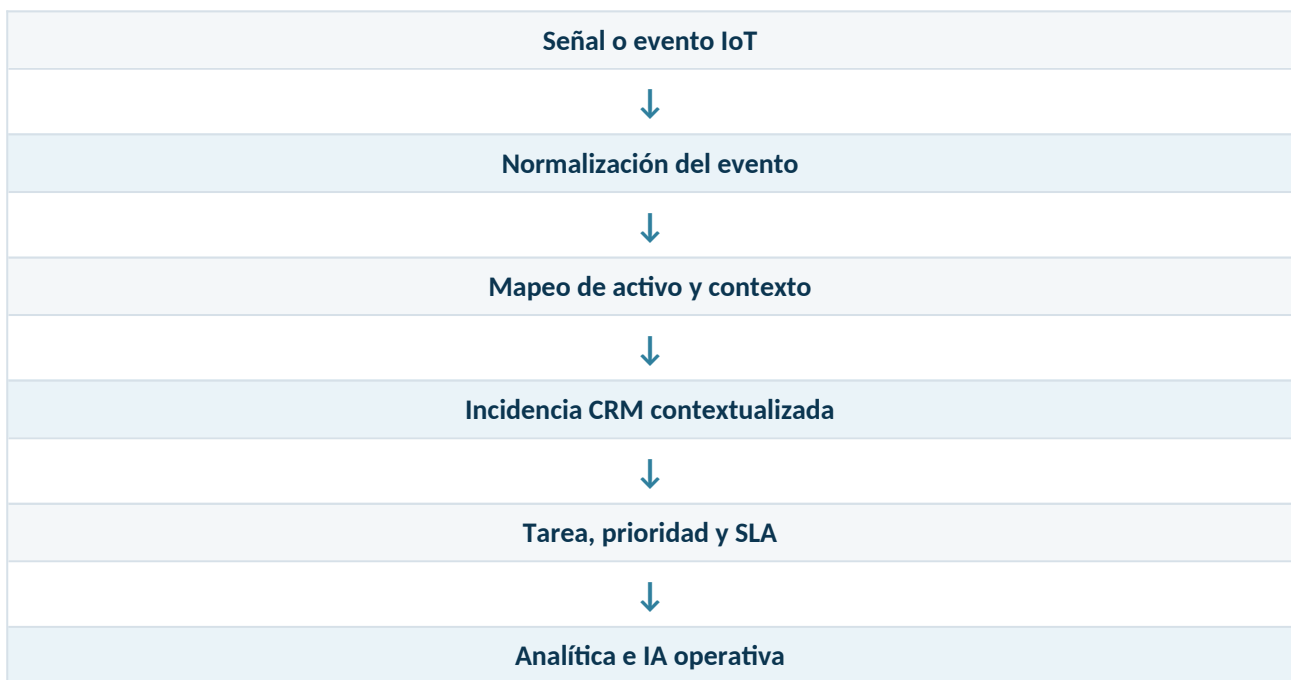 Señal o evento IoT
↓
Normalización del evento
↓
Mapeo de activo y contexto
↓
Incidencia CRM contextualizada
↓
Tarea, prioridad y SLA
↓
Analítica e IA operativa